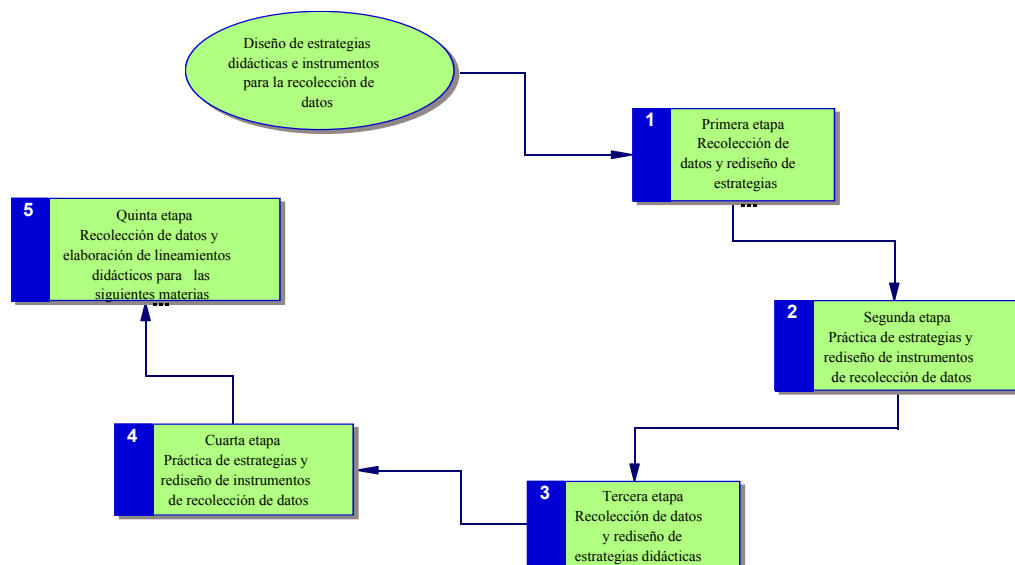 Diseño de estrategias
didácticas e instrumentos
para la recolección de
datos
1
Primera etapa
Recolección de
datos y rediseño de
estrategias
2
Segunda etapa
Práctica de estrategias y
rediseño de instrumentos
de recolección de datos
3
Tercera etapa
Recolección de datos
y rediseño de
estrategias didácticas
4
Cuarta etapa
Práctica de estrategias y
rediseño de instrumentos
de recolección de datos
5
Quinta etapa
Recolección de datos y
elaboración de lineamientos
didácticos para las
siguientes materias